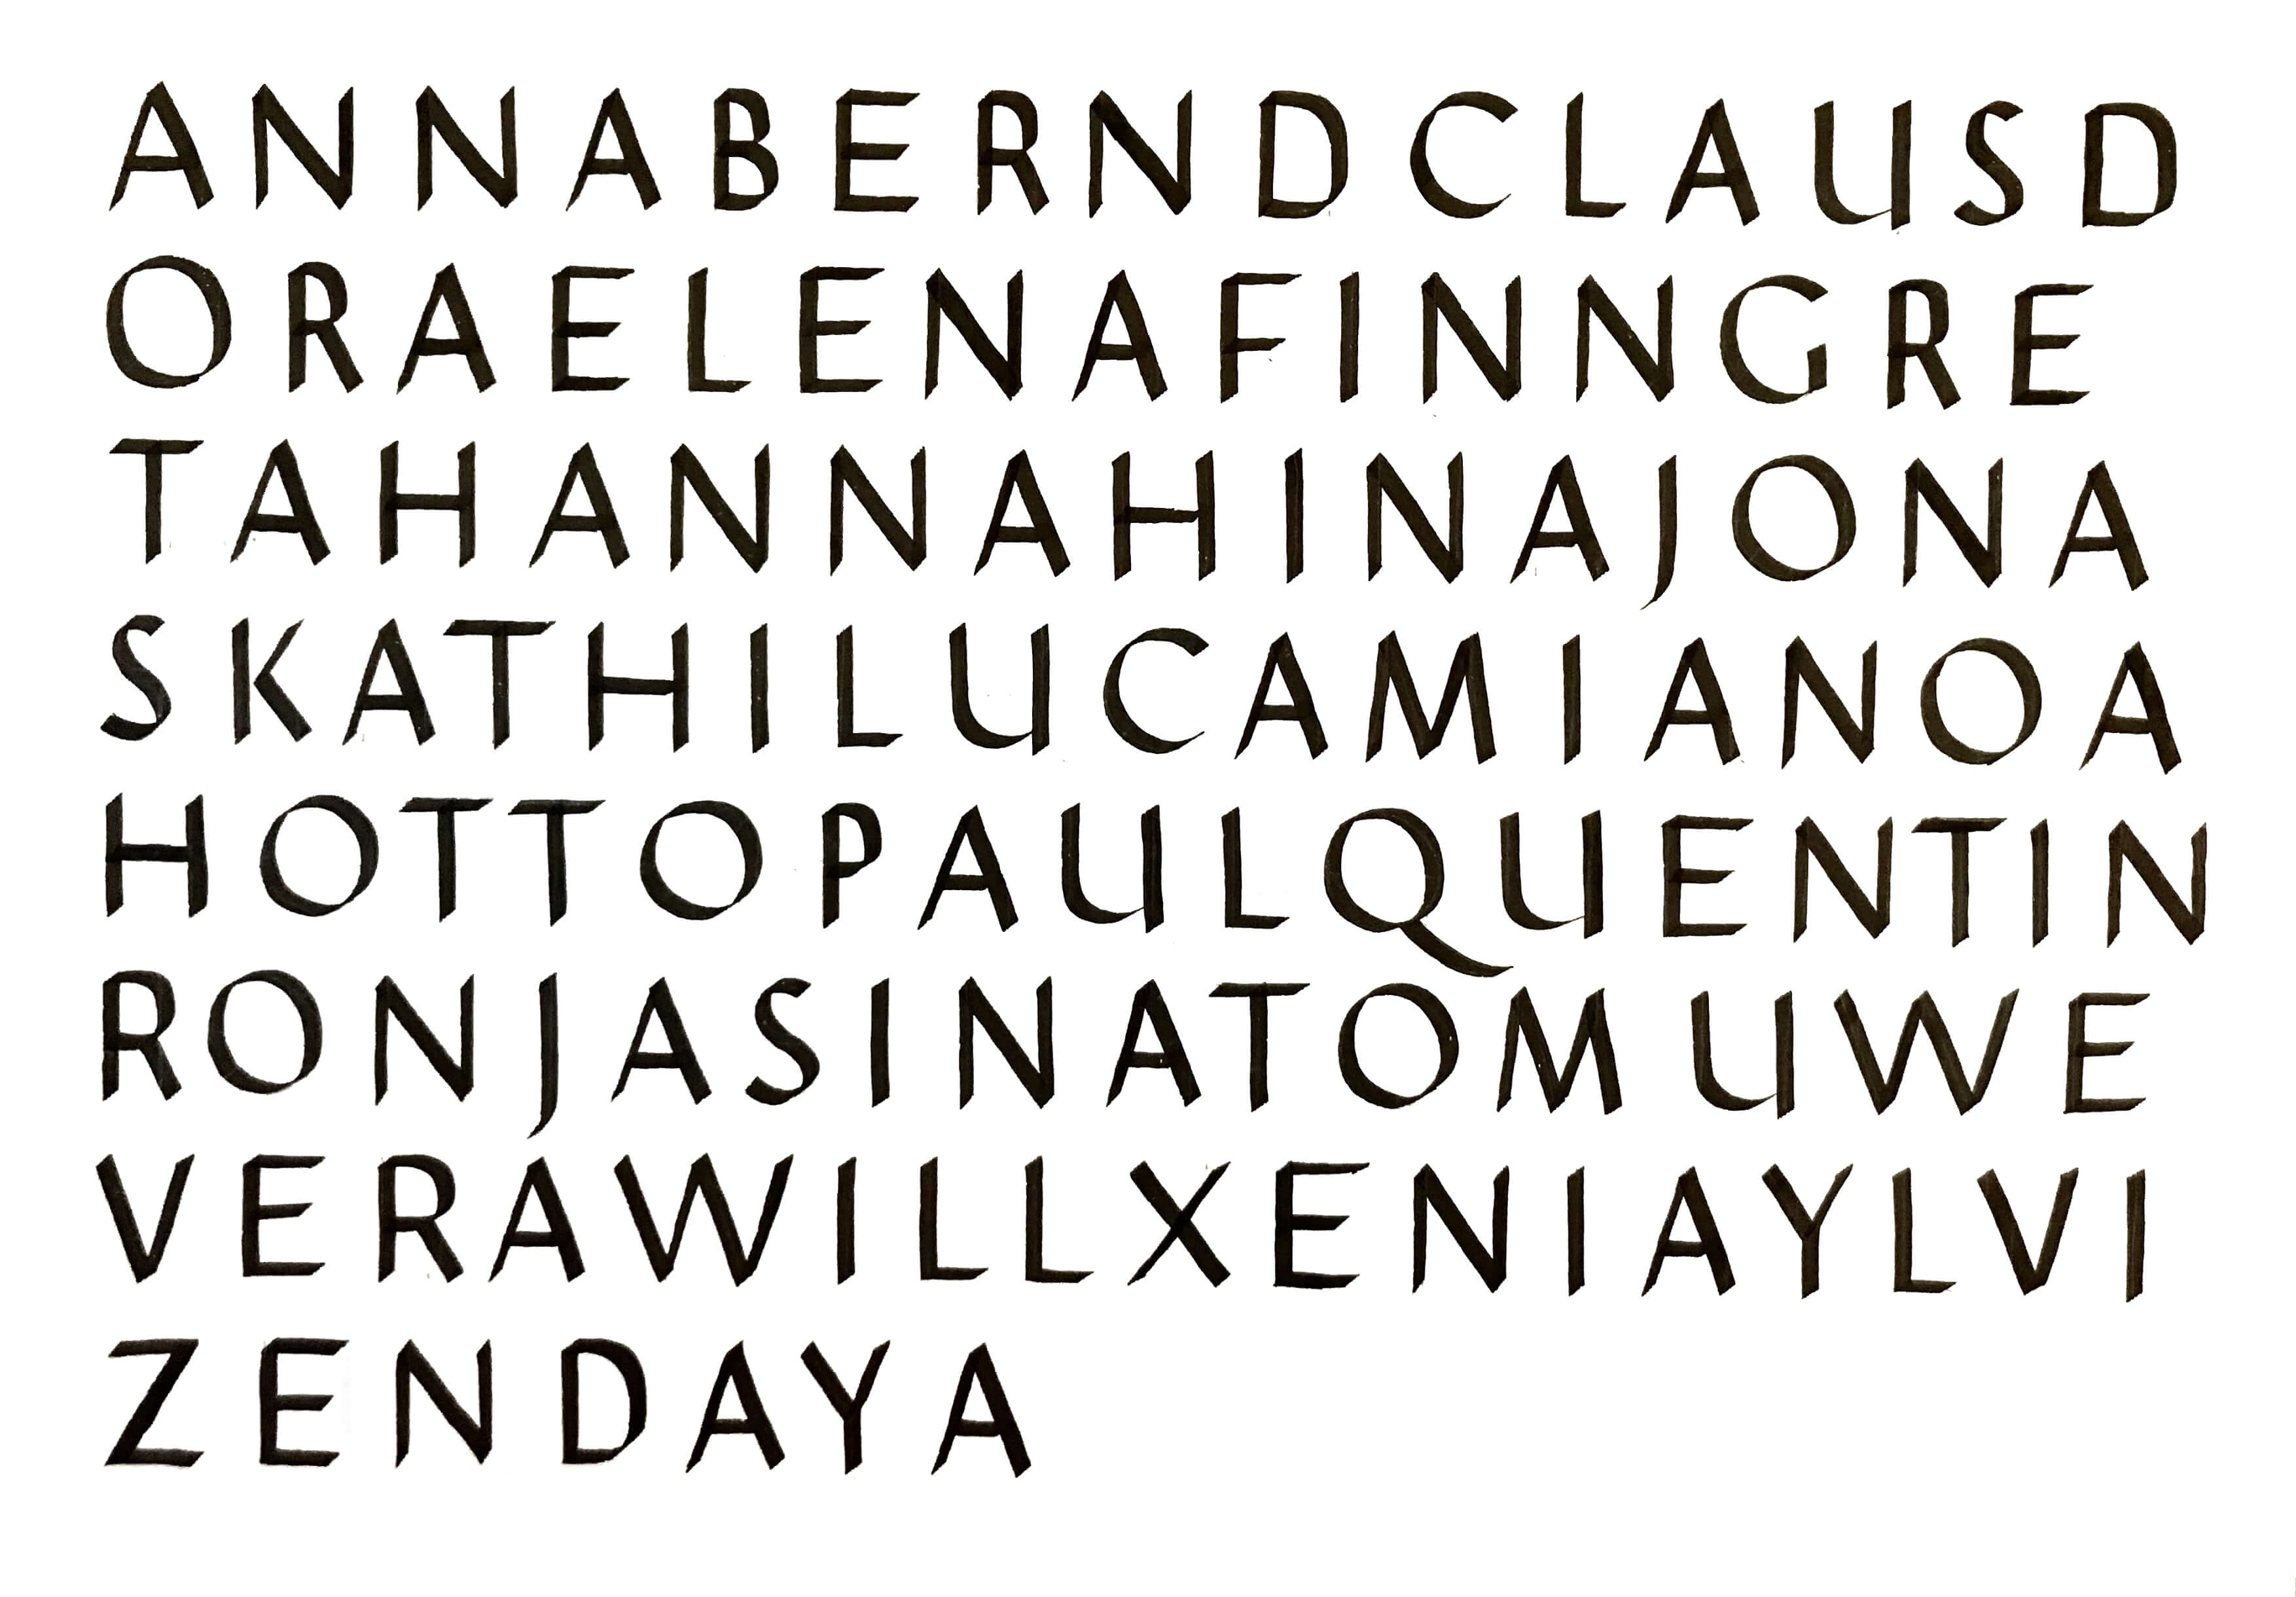 ANNABERNDCLAUSD
ORAELENAFINNGRE
TAHANNAHINAJONA
SKATHILUCAMIANOA
HOTTOPAULQUENTIN
RONJASINATOMUWE
VERAWILLXENIAYLVI
ZENDAYA